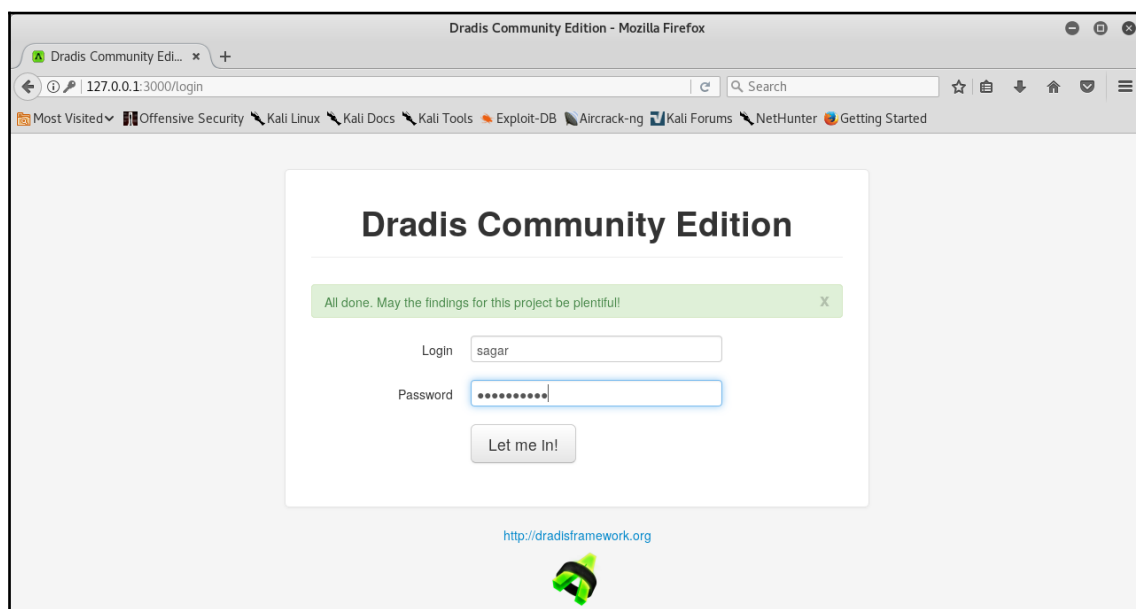 Dradis Community Edition - Mozilla Firefox
Dradis Community Edi... × +
127.0.0.1:3000/login Search
Most Visited Offensive Security Kali Linux Kali Docs Kali Tools Exploit-DB Aircrack-ng Kali Forums NetHunter Getting Started
Dradis Community Edition
All done. May the findings for this project be plentiful! x
Login sagar
Password ••••••••••
Let me in!
http://dradisframework.org